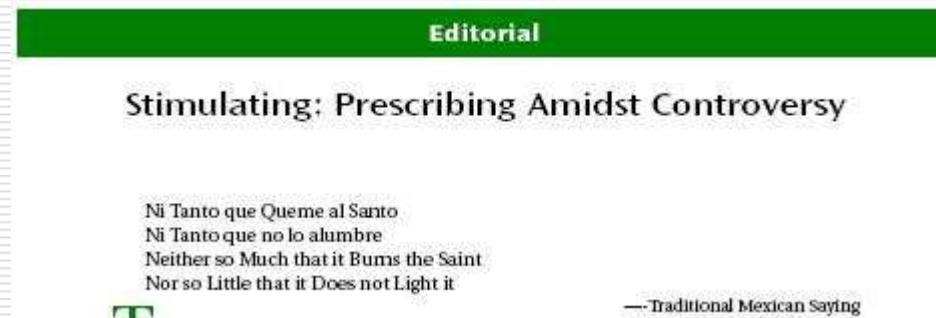 Editorial
Stimulating: Prescribing Amidst Controversy
Ni Tanto que Queme al Santo
Ni Tanto que no lo alumbre
Neither so Much that it Burns the Saint
Nor so Little that it Does not Light it
—-Traditional Mexican Saying
T